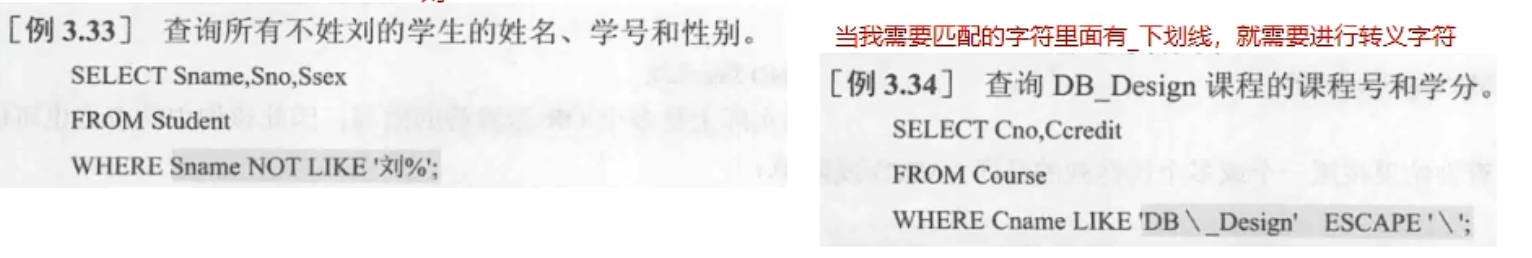 [例 3.33] 查询所有不姓刘的学生的姓名、学号和性别。
SELECT Sname,Sno,Ssex
FROM Student
WHERE Sname NOT LIKE '刘%';
当我需要匹配的字符里面有_下划线，就需要进行转义字符
[例 3.34] 查询 DB_Design 课程的课程号和学分。
SELECT Cno,Ccredit
FROM Course
WHERE Cname LIKE 'DB\_Design' ESCAPE '\';